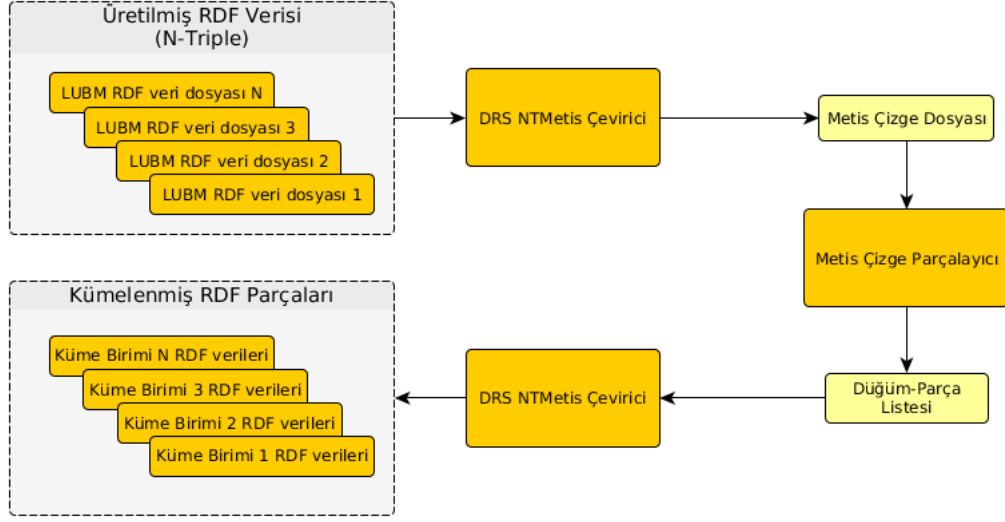 Üretilmiş RDF Verisi
(N-Triple)
LUBM RDF veri dosyası N
LUBM RDF veri dosyası 3
LUBM RDF veri dosyası 2
LUBM RDF veri dosyası 1
DRS NTMetis Çevirici
Metis Çizge Dosyası
Metis Çizge Parçalayıcı
Düğüm-Parça
Listesi
DRS NTMetis Çevirici
Kümelenmiş RDF Parçaları
Küme Birimi N RDF verileri
Küme Birimi 3 RDF verileri
Küme Birimi 2 RDF verileri
Küme Birimi 1 RDF verileri